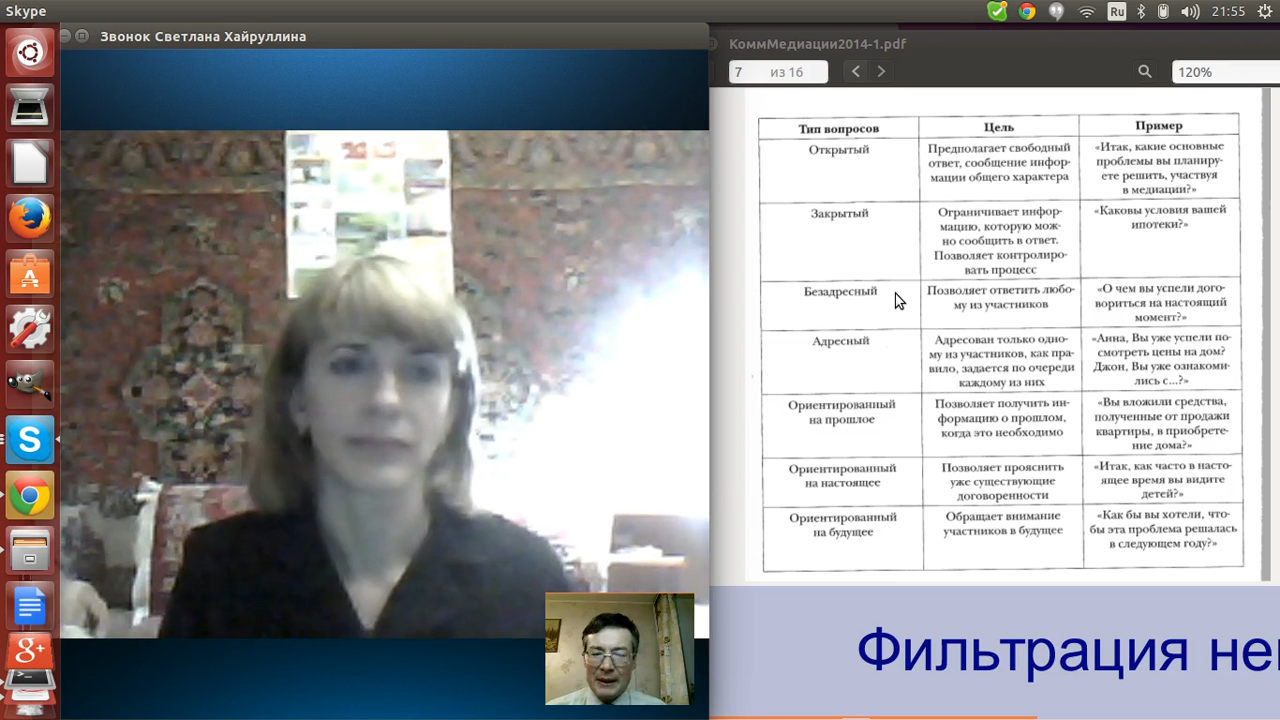 Skype
Ru
21:55
Звонок Светлана Хайруллина
КоммМедиации2014-1.pdf
7 из 16
120%
Тип вопросов
Цель
Пример
Открытый
Предполагает свободный
ответ, сообщение инфор-
мации общего характера
«Итак, какие основные
проблемы вы планиру-
ете решить, участвуя
в медиации?»
Закрытый
Ограничивает инфор-
мацию, которую мож-
но сообщить в ответ.
Позволяет контролиро-
вать процесс
«Каковы условия вашей
ипотеки?»
Безадресный
Позволяет ответить любо-
му из участников
«О чем вы успели дого-
вориться на настоящий
момент?»
Адресный
Адресован только одно-
му из участников, как пра-
вило, задается по очереди
каждому из них
«Анна, Вы уже успели по-
смотреть цены на дом?
Джон, Вы уже ознакоми-
лись с...?»
Ориентированный
на прошлое
Позволяет получить ин-
формацию о прошлом,
когда это необходимо
«Вы вложили средства,
полученные от продажи
квартиры, в приобрете-
ние дома?»
Ориентированный
на настоящее
Позволяет прояснить
уже существующие
договоренности
«Итак, как часто в насто-
ящее время вы видите
детей?»
Ориентированный
на будущее
Обращает внимание
участников в будущее
«Как бы вы хотели, что-
бы эта проблема решалась
в следующем году?»
Фильтрация не